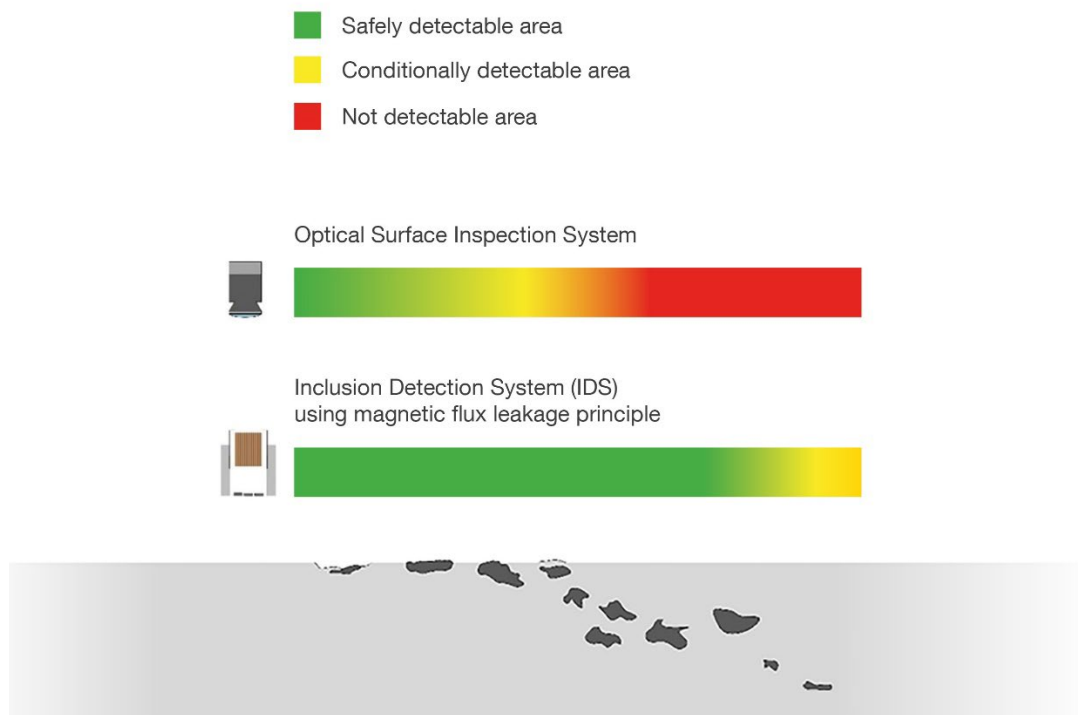 Safely detectable area
Conditionally detectable area
Not detectable area
Optical Surface Inspection System
Inclusion Detection System (IDS)
using magnetic flux leakage principle